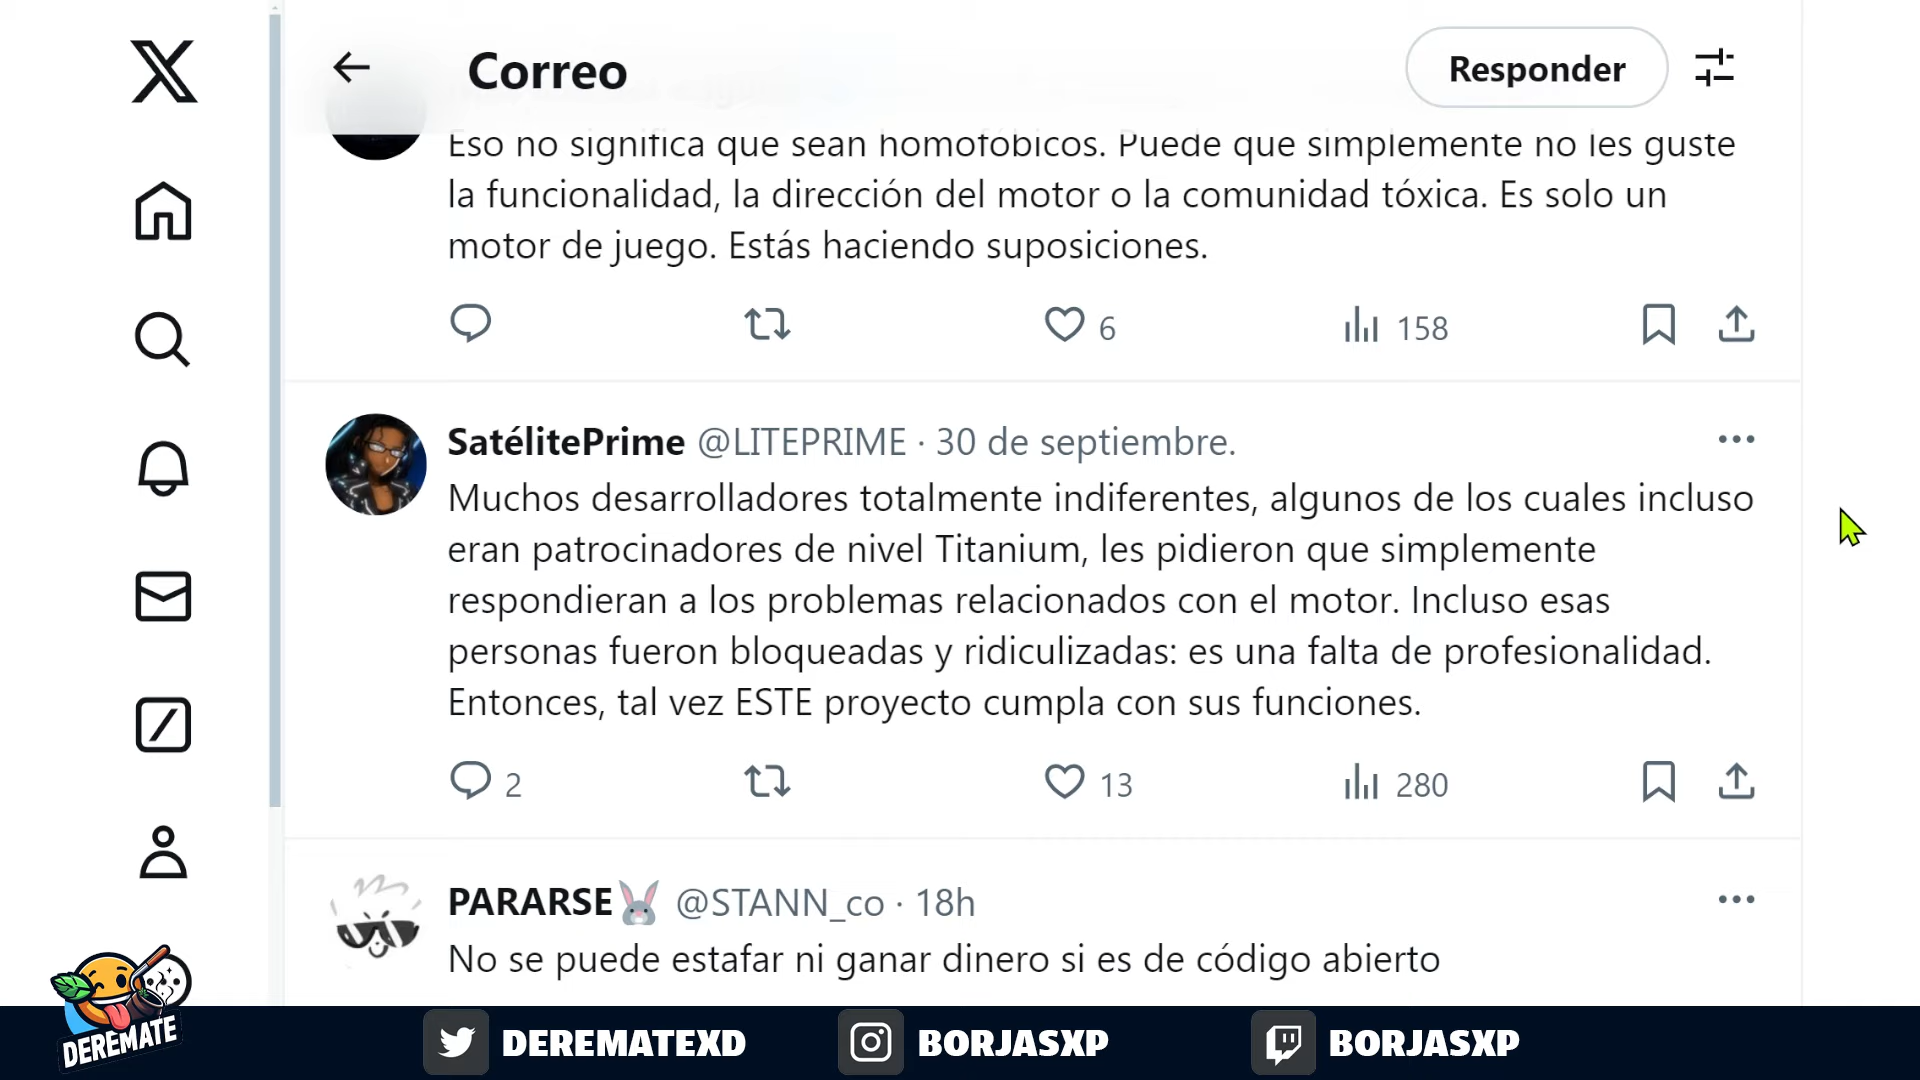 Correo
Responder
Eso no significa que sean homofóbicos. Puede que simplemente no les guste
la funcionalidad, la dirección del motor o la comunidad tóxica. Es solo un
motor de juego. Estás haciendo suposiciones.
6
158
SatélitePrime @LITEPRIME · 30 de septiembre.
Muchos desarrolladores totalmente indiferentes, algunos de los cuales incluso
eran patrocinadores de nivel Titanium, les pidieron que simplemente
respondieran a los problemas relacionados con el motor. Incluso esas
personas fueron bloqueadas y ridiculizadas: es una falta de profesionalidad.
Entonces, tal vez ESTE proyecto cumpla con sus funciones.
2
13
280
PARARSE @STANN_co · 18h
No se puede estafar ni ganar dinero si es de código abierto
DEREMATE
DEREMATEXD
BORJASXP
BORJASXP